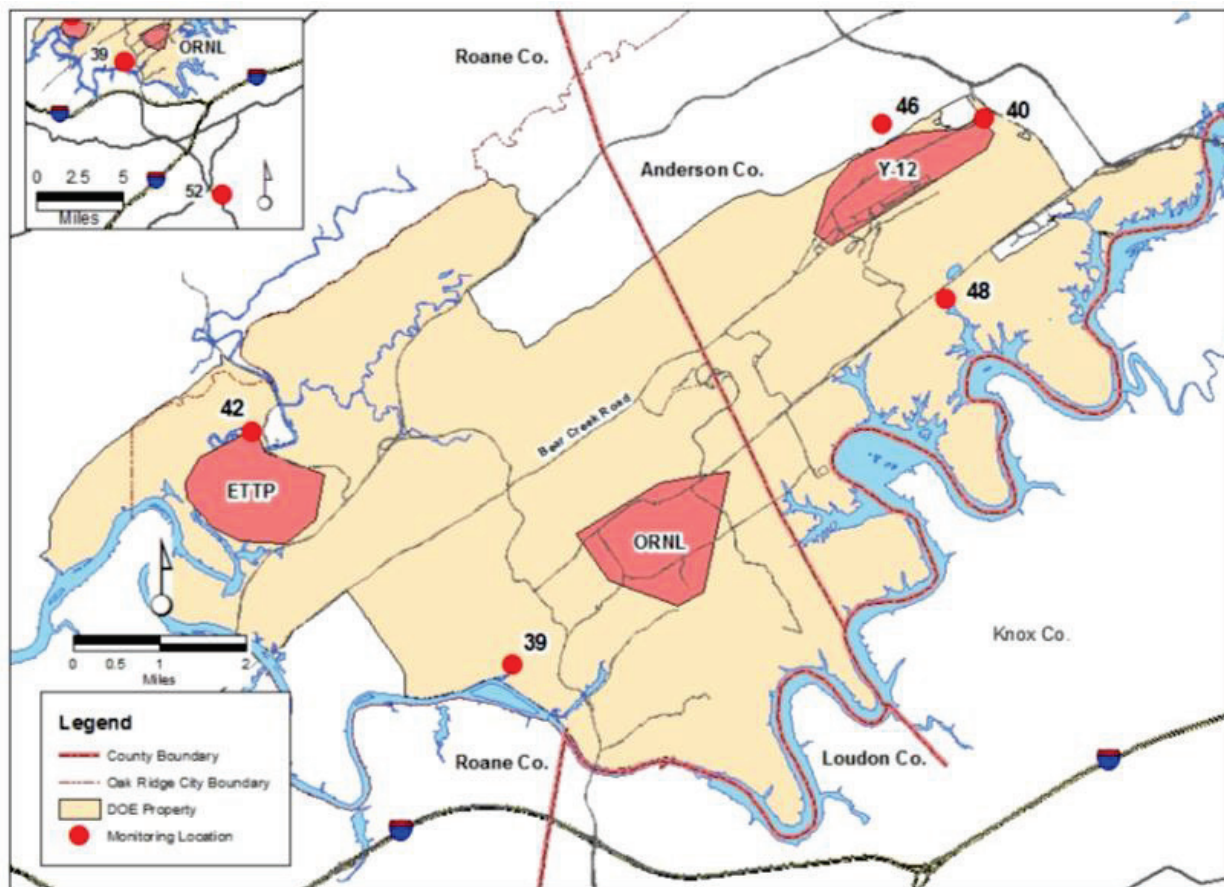 39
ORNL
0 2.5 5
Miles
52
Roane Co.
46
40
Anderson Co.
Y-12
48
42
Bear Creek Road
ETTP
ORNL
Knox Co.
0 0.5 1 2
Miles
39
Legend
County Boundary
Oak Ridge City Boundary
DOE Property
Monitoring Location
Roane Co.
Loudon Co.